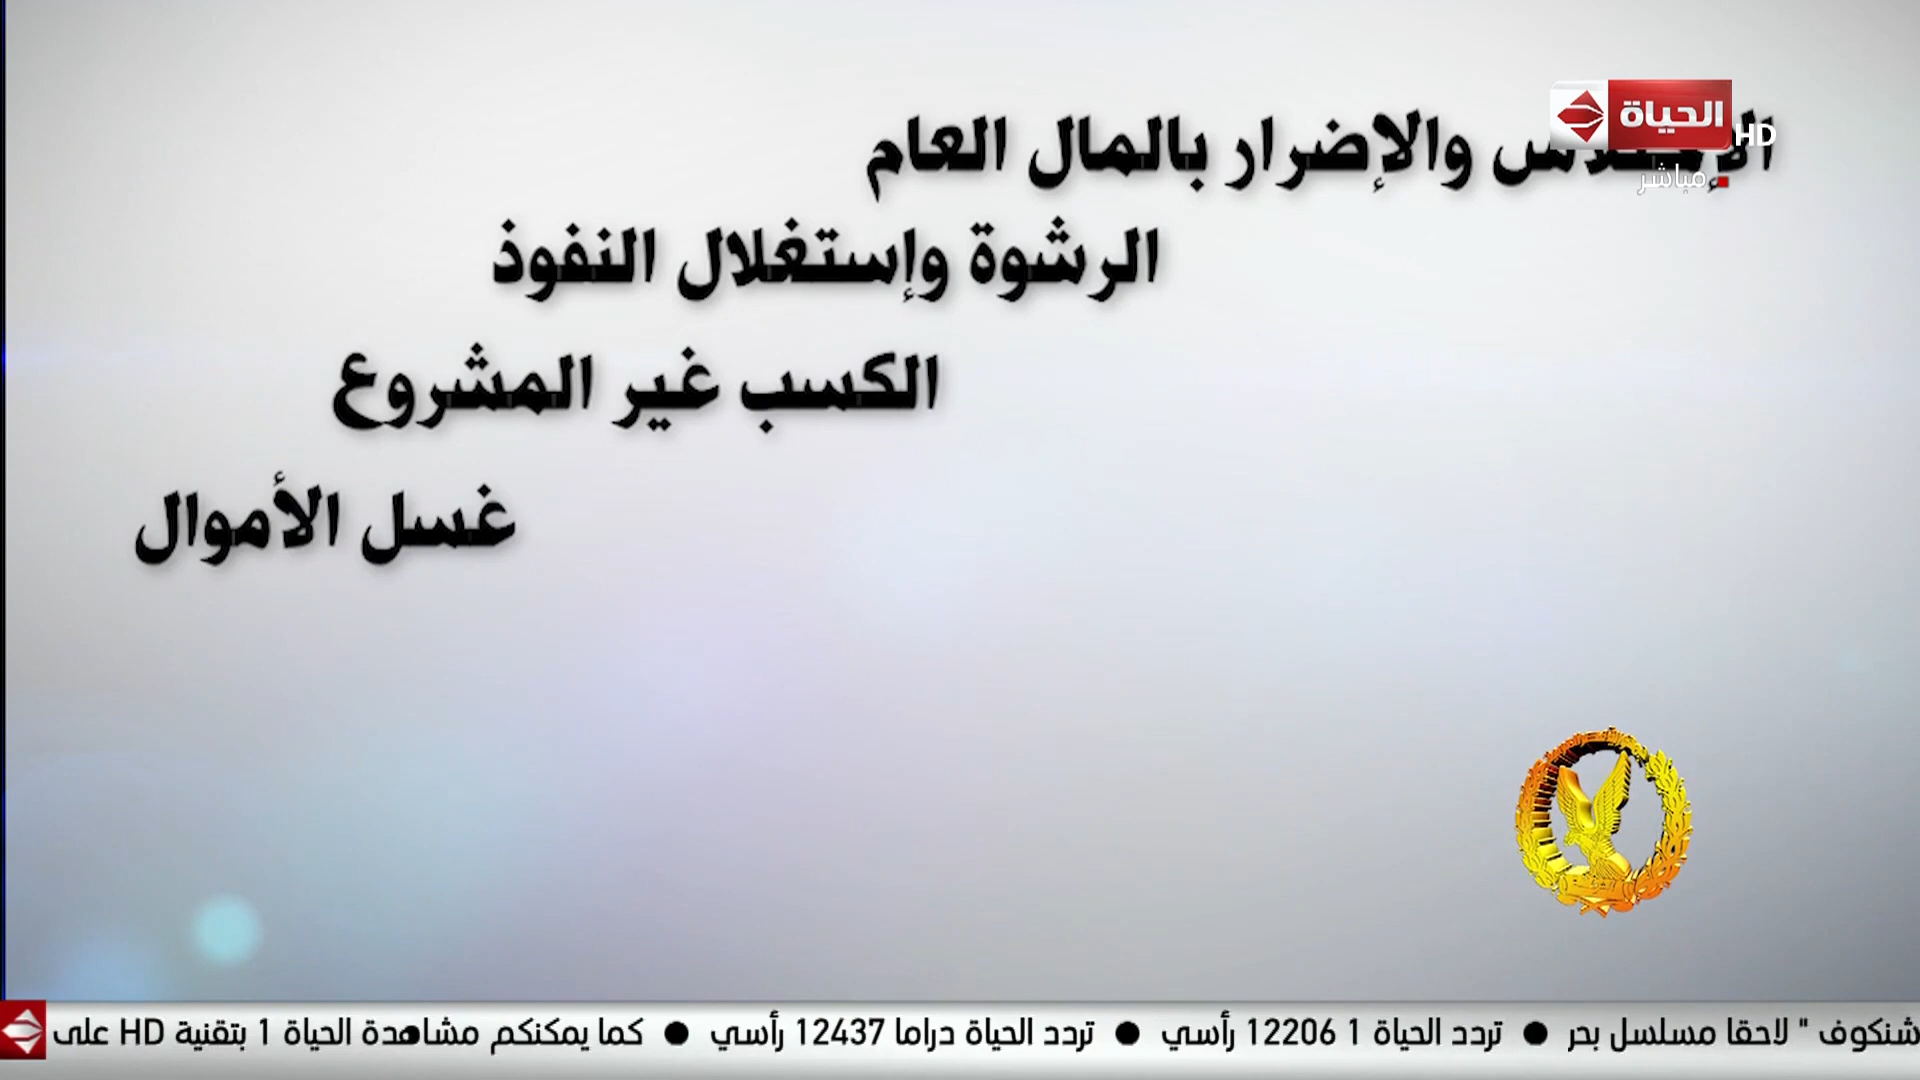 الحياة
HD
مباشر
والإضرار بالمال العام
الرشوة وإستغلال النفوذ
الكسب غير المشروع
غسل الأموال
شنكوف " لاحقا مسلسل بحر ● تردد الحياة 1 12206 رأسي ● تردد الحياة دراما 12437 رأسي ● كما يمكنكم مشاهدة الحياة 1 بتقنية HD على